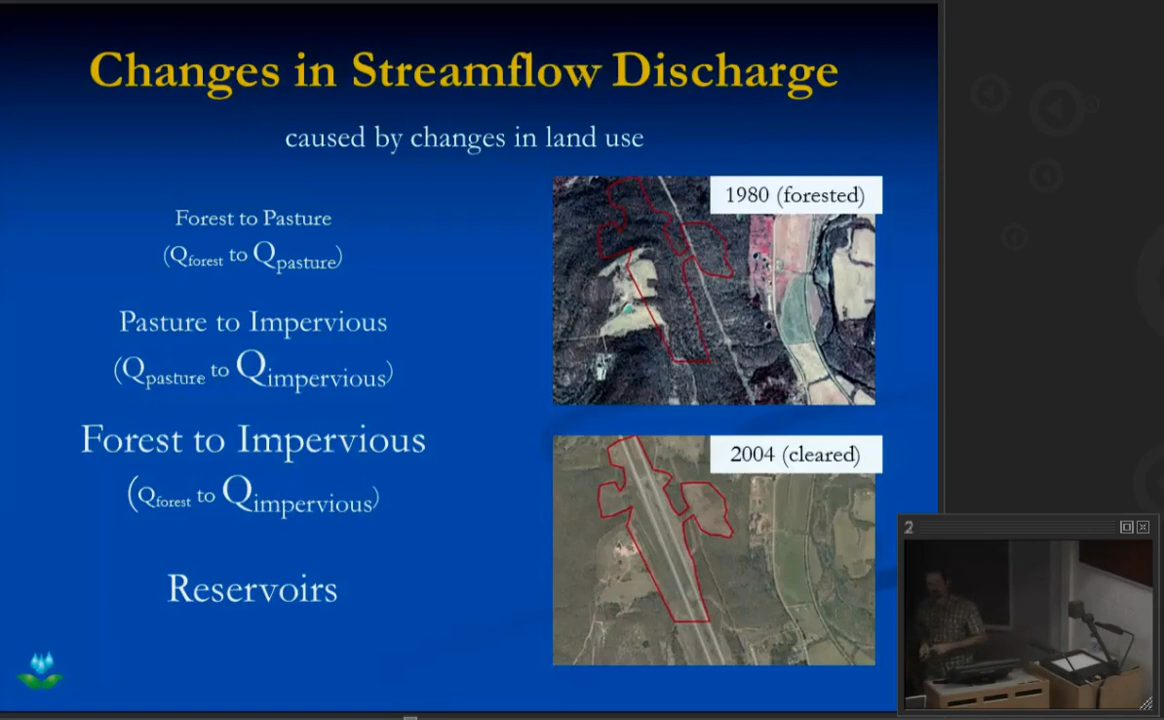 Changes in Streamflow Discharge
caused by changes in land use
Forest to Pasture
(Qforest to Qpasture)
Pasture to Impervious
(Qpasture to Qimpervious)
Forest to Impervious
(Qforest to Qimpervious)
Reservoirs
1980 (forested)
2004 (cleared)
2